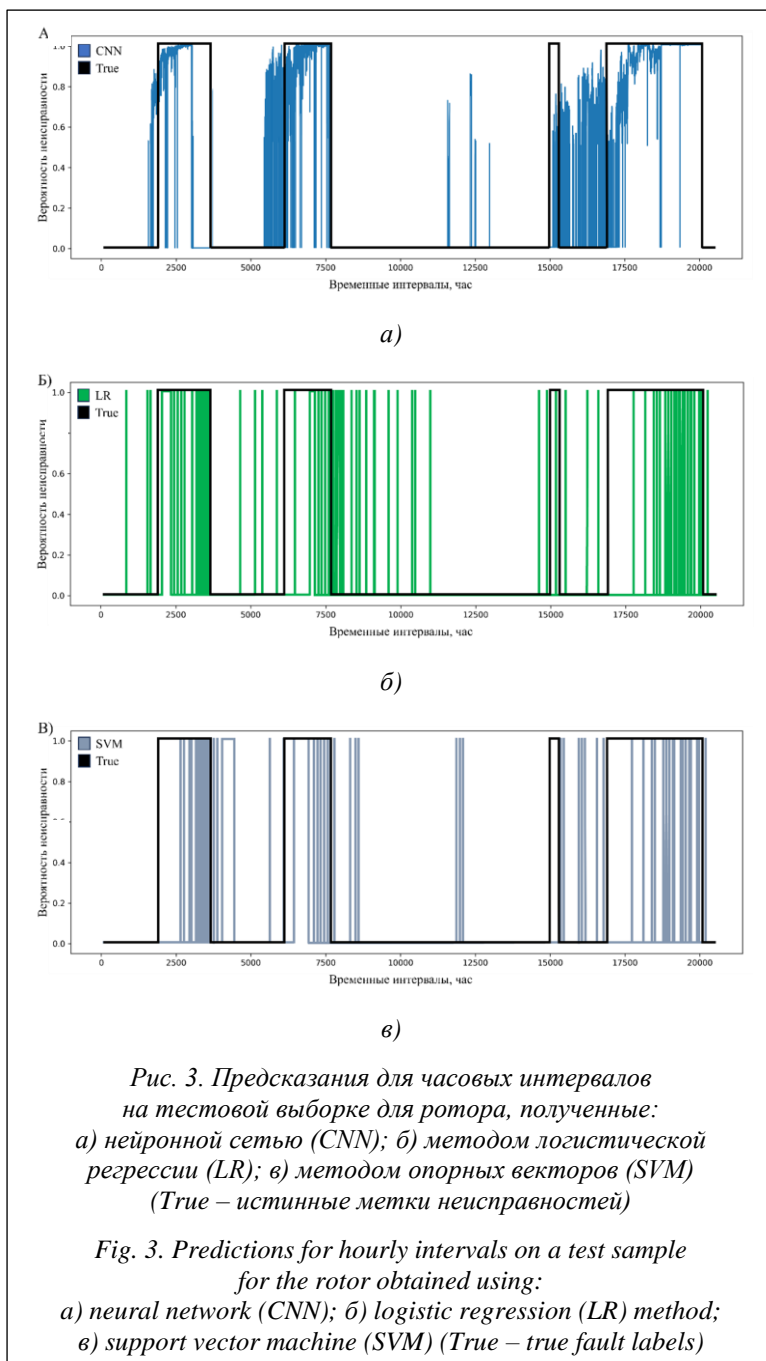 А
CNN
True
1.0
0.8
0.6
0.4
0.2
0.0
Вероятность неисправности
0 2500 5000 7500 10000 12500 15000 17500 20000
Временные интервалы, час
а)
Б)
LR
True
1.0
0.8
0.6
0.4
0.2
0.0
Вероятность неисправности
0 2500 5000 7500 10000 12500 15000 17500 20000
Временные интервалы, час
б)
В)
SVM
True
1.0
0.8
0.6
0.4
0.2
0.0
Вероятность неисправности
0 2500 5000 7500 10000 12500 15000 17500 20000
Временные интервалы, час
в)
Рис. 3. Предсказания для часовых интервалов
на тестовой выборке для ротора, полученные:
а) нейронной сетью (CNN); б) методом логистической
регрессии (LR); в) методом опорных векторов (SVM)
(True – истинные метки неисправностей)
Fig. 3. Predictions for hourly intervals on a test sample
for the rotor obtained using:
а) neural network (CNN); б) logistic regression (LR) method;
в) support vector machine (SVM) (True – true fault labels)